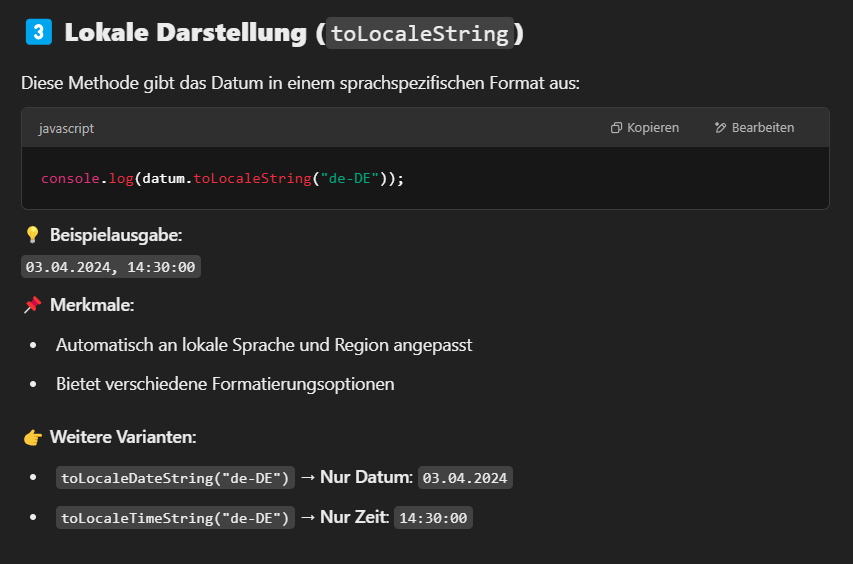 3 Lokale Darstellung (toLocaleString)
Diese Methode gibt das Datum in einem sprachspezifischen Format aus:
javascript Kopieren Bearbeiten
console.log(datum.toLocaleString("de-DE"));
💡 Beispielausgabe:
03.04.2024, 14:30:00
📌 Merkmale:
• Automatisch an lokale Sprache und Region angepasst
• Bietet verschiedene Formatierungsoptionen
👉 Weitere Varianten:
• toLocaleDateString("de-DE") → Nur Datum: 03.04.2024
• toLocaleTimeString("de-DE") → Nur Zeit: 14:30:00